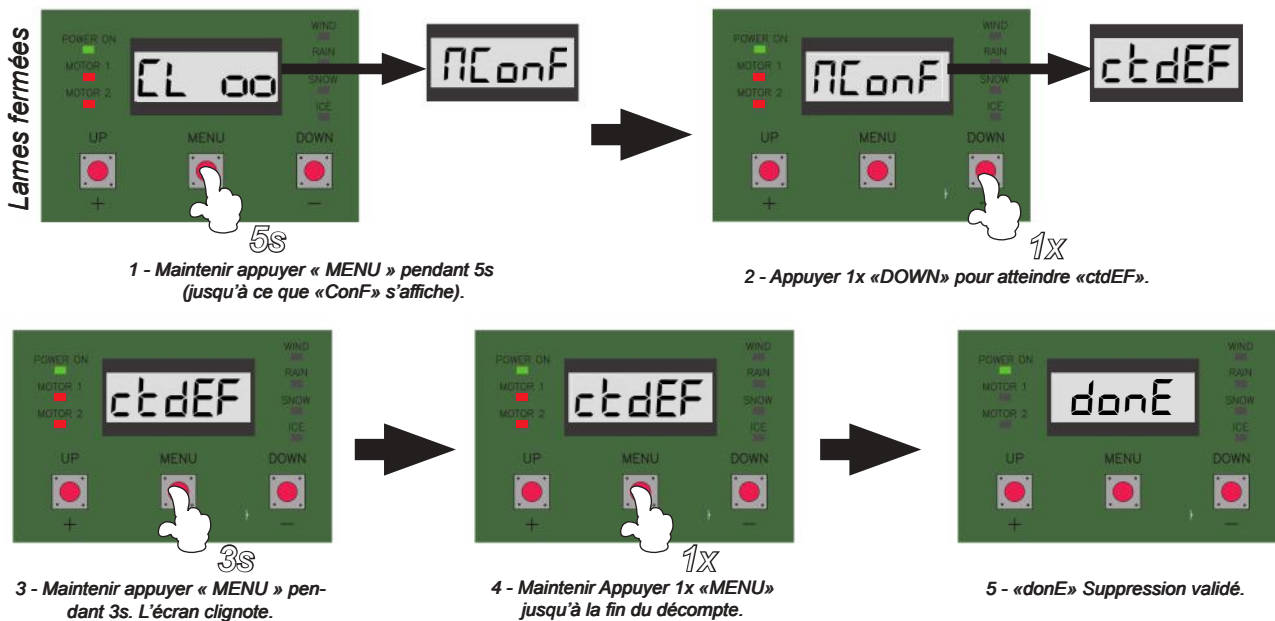 Lames fermées
POWER ON
MOTOR 1
MOTOR 2
WIND
RAIN
SNOW
ICE
CL oo
MConF
UP
MENU
DOWN
+
−
5s
1 - Maintenir appuyer « MENU » pendant 5s
(jusqu'à ce que «ConF» s'affiche).
POWER ON
MOTOR 1
MOTOR 2
WIND
RAIN
SNOW
ICE
MConF
ctdEF
UP
MENU
DOWN
+
1x
2 - Appuyer 1x «DOWN» pour atteindre «ctdEF».
POWER ON
MOTOR 1
MOTOR 2
WIND
RAIN
SNOW
ICE
ctdEF
UP
MENU
DOWN
+
−
3s
3 - Maintenir appuyer « MENU » pen-
dant 3s. L'écran clignote.
POWER ON
MOTOR 1
MOTOR 2
WIND
RAIN
SNOW
ICE
ctdEF
UP
MENU
DOWN
+
−
1x
4 - Maintenir Appuyer 1x «MENU»
jusqu'à la fin du décompte.
POWER ON
MOTOR 1
MOTOR 2
WIND
RAIN
SNOW
ICE
donE
UP
MENU
DOWN
+
−
5 - «donE» Suppression validé.